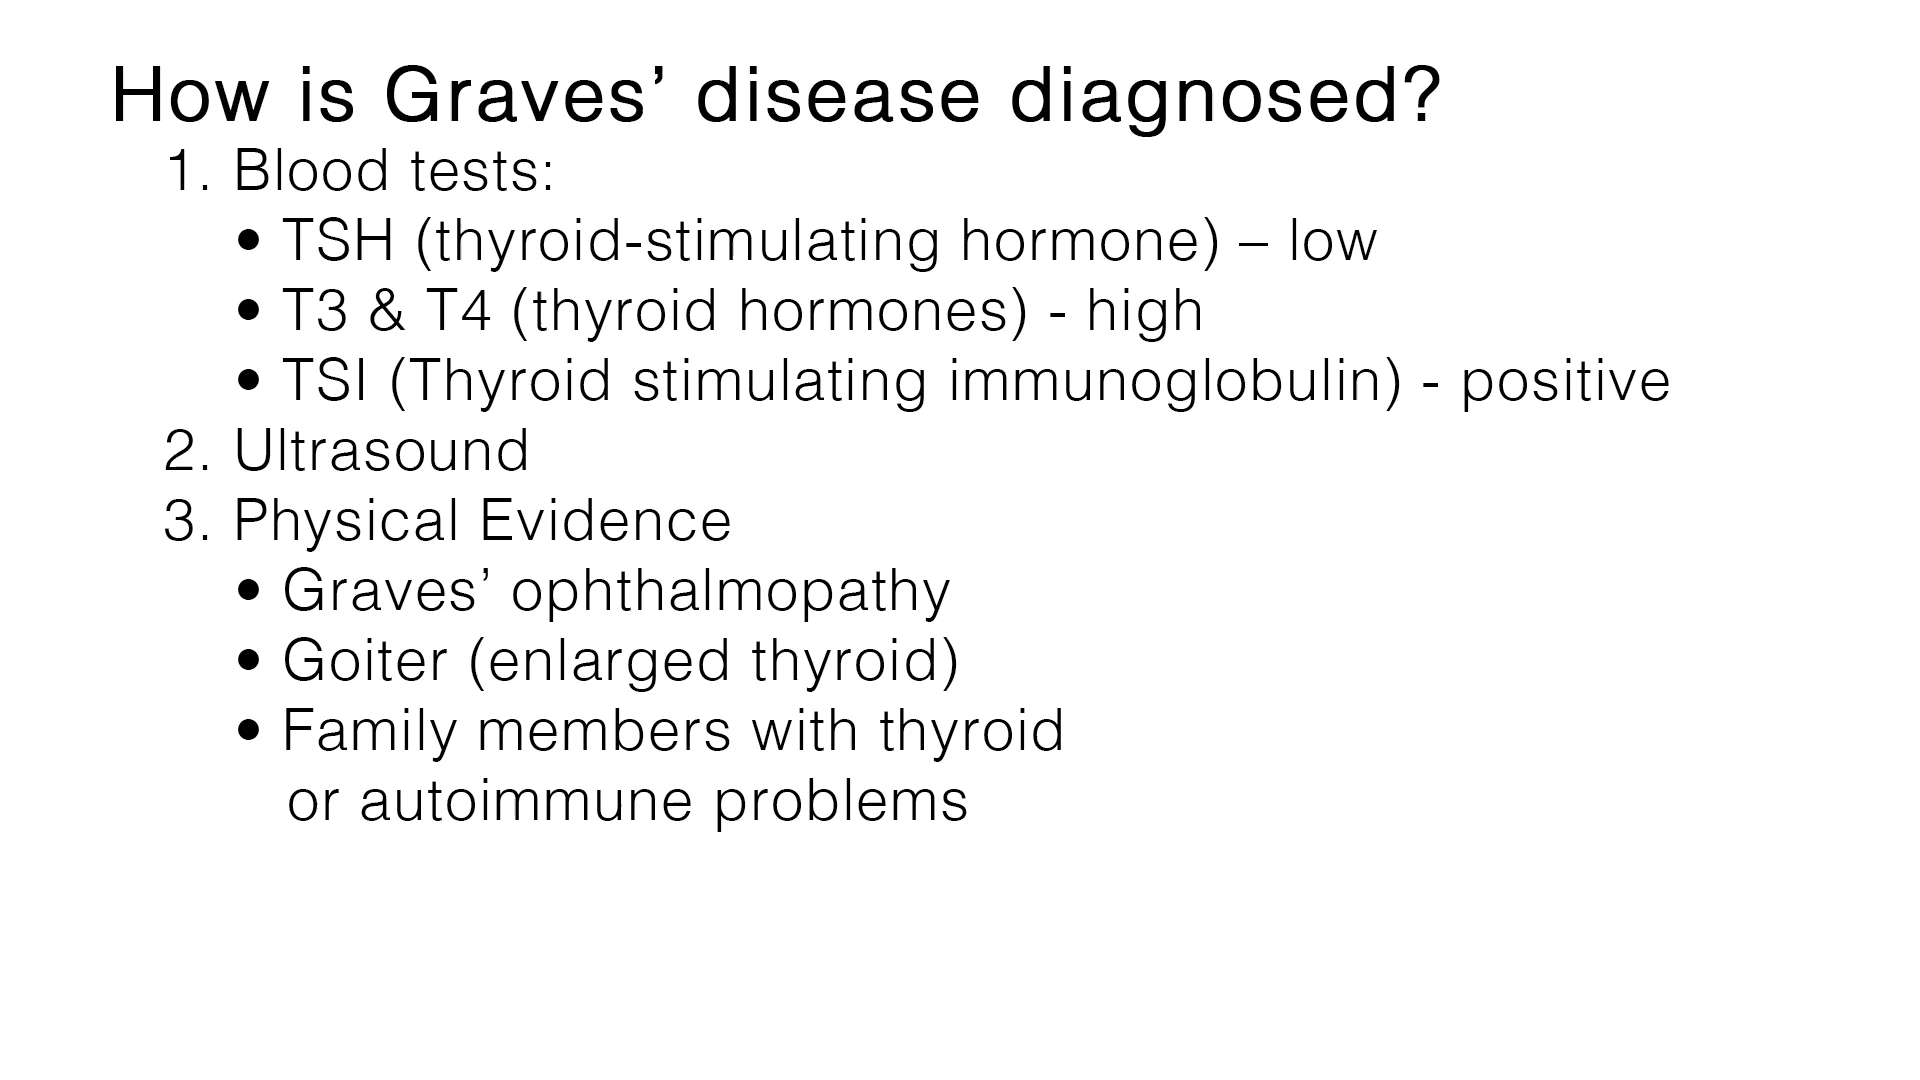 How is Graves’ disease diagnosed?
1. Blood tests:
• TSH (thyroid-stimulating hormone) – low
• T3 & T4 (thyroid hormones) - high
• TSI (Thyroid stimulating immunoglobulin) - positive
2. Ultrasound
3. Physical Evidence
• Graves’ ophthalmopathy
• Goiter (enlarged thyroid)
• Family members with thyroid
or autoimmune problems